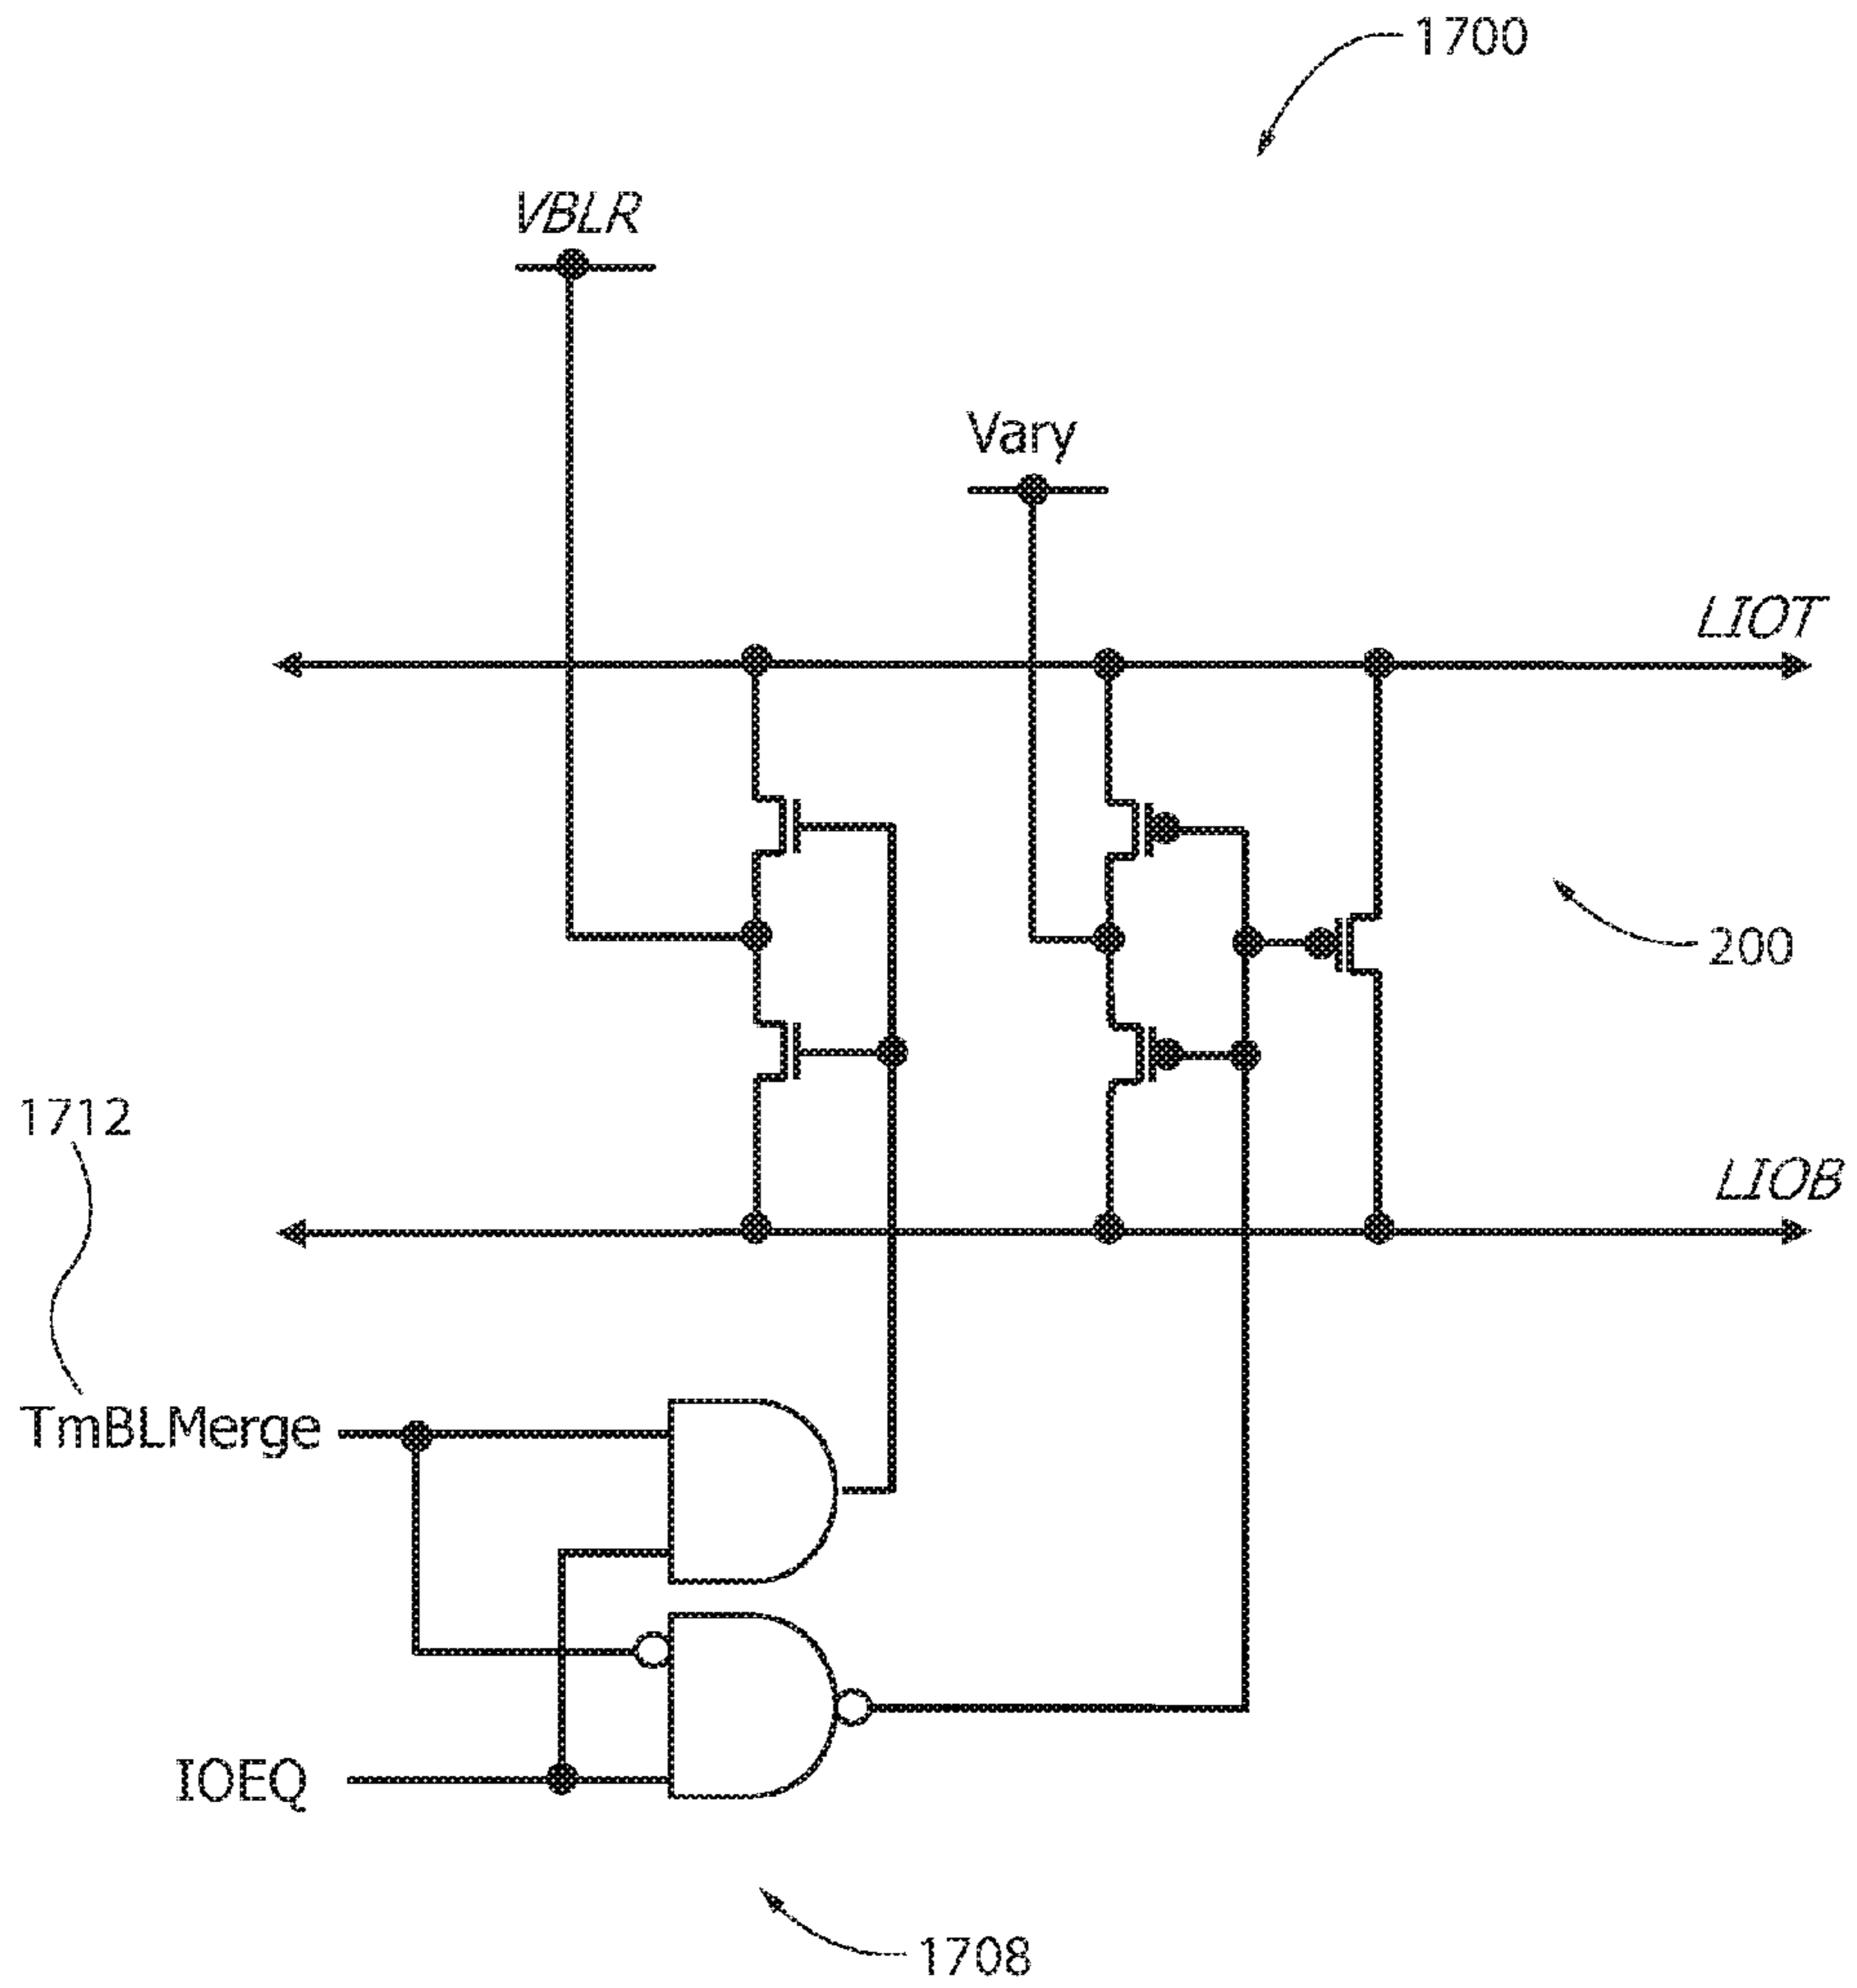 1700
VBLR
Vary
LIOT
200
1712
LIOB
TmBLMerge
IOEQ
1708